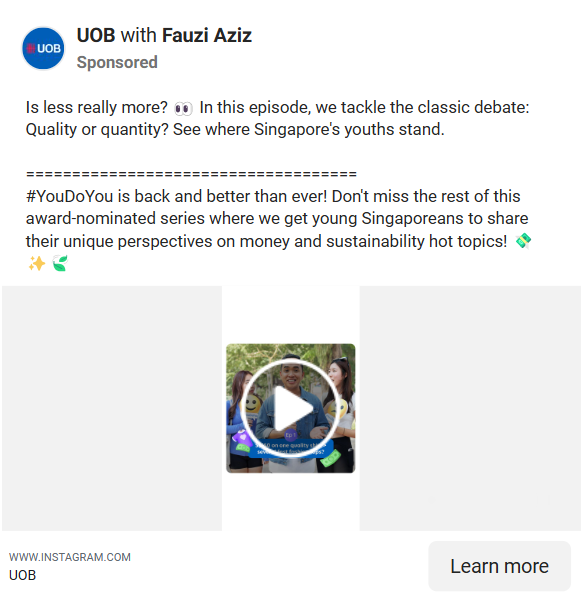 UOB
UOB with Fauzi Aziz
Sponsored
Is less really more? 👀 In this episode, we tackle the classic debate:
Quality or quantity? See where Singapore's youths stand.
====================================
#YouDoYou is back and better than ever! Don't miss the rest of this
award-nominated series where we get young Singaporeans to share
their unique perspectives on money and sustainability hot topics! 💸
✨ 🍃
on one quality
WWW.INSTAGRAM.COM
UOB
Learn more